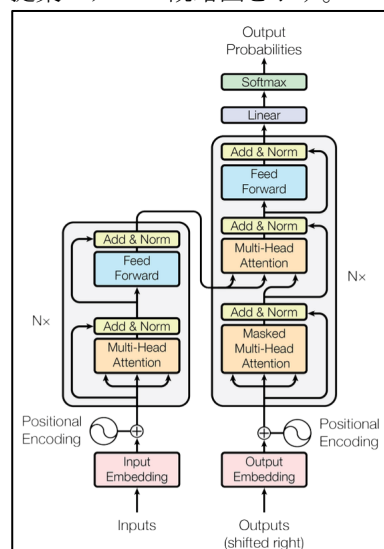 Output
Probabilities
Softmax
Linear
Add & Norm
Feed
Forward
Add & Norm
Multi-Head
Attention
Nx
Add & Norm
Masked
Multi-Head
Attention
Positional
Encoding
Output
Embedding
Outputs
(shifted right)
Add & Norm
Feed
Forward
Nx
Add & Norm
Multi-Head
Attention
Positional
Encoding
Input
Embedding
Inputs